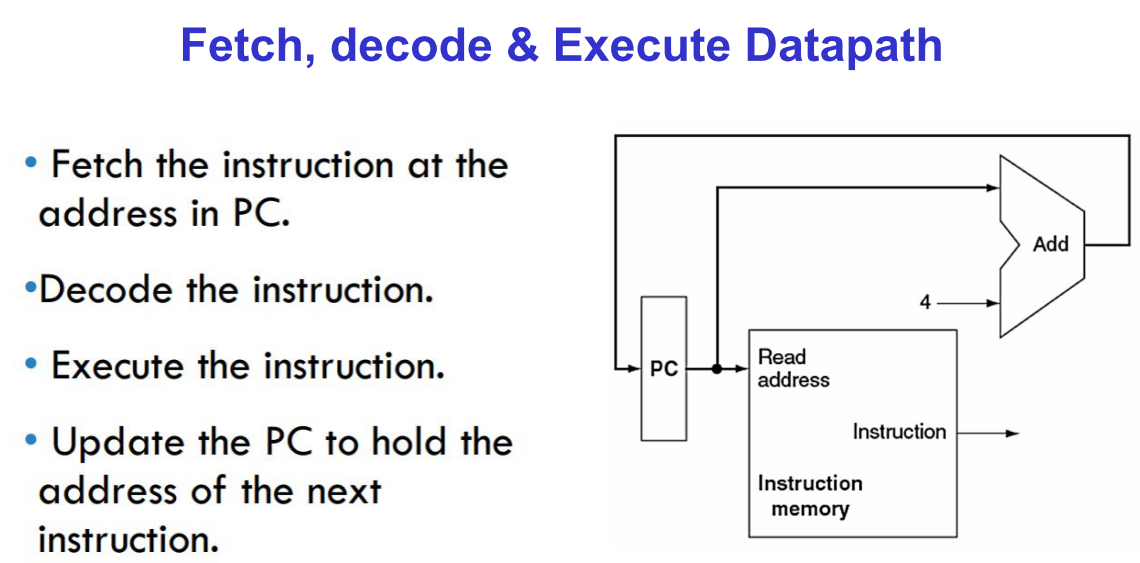 Fetch, decode & Execute Datapath
• Fetch the instruction at the
address in PC.
•Decode the instruction.
• Execute the instruction.
• Update the PC to hold the
address of the next
instruction.
Add
4
PC
Read
address
Instruction
Instruction
memory